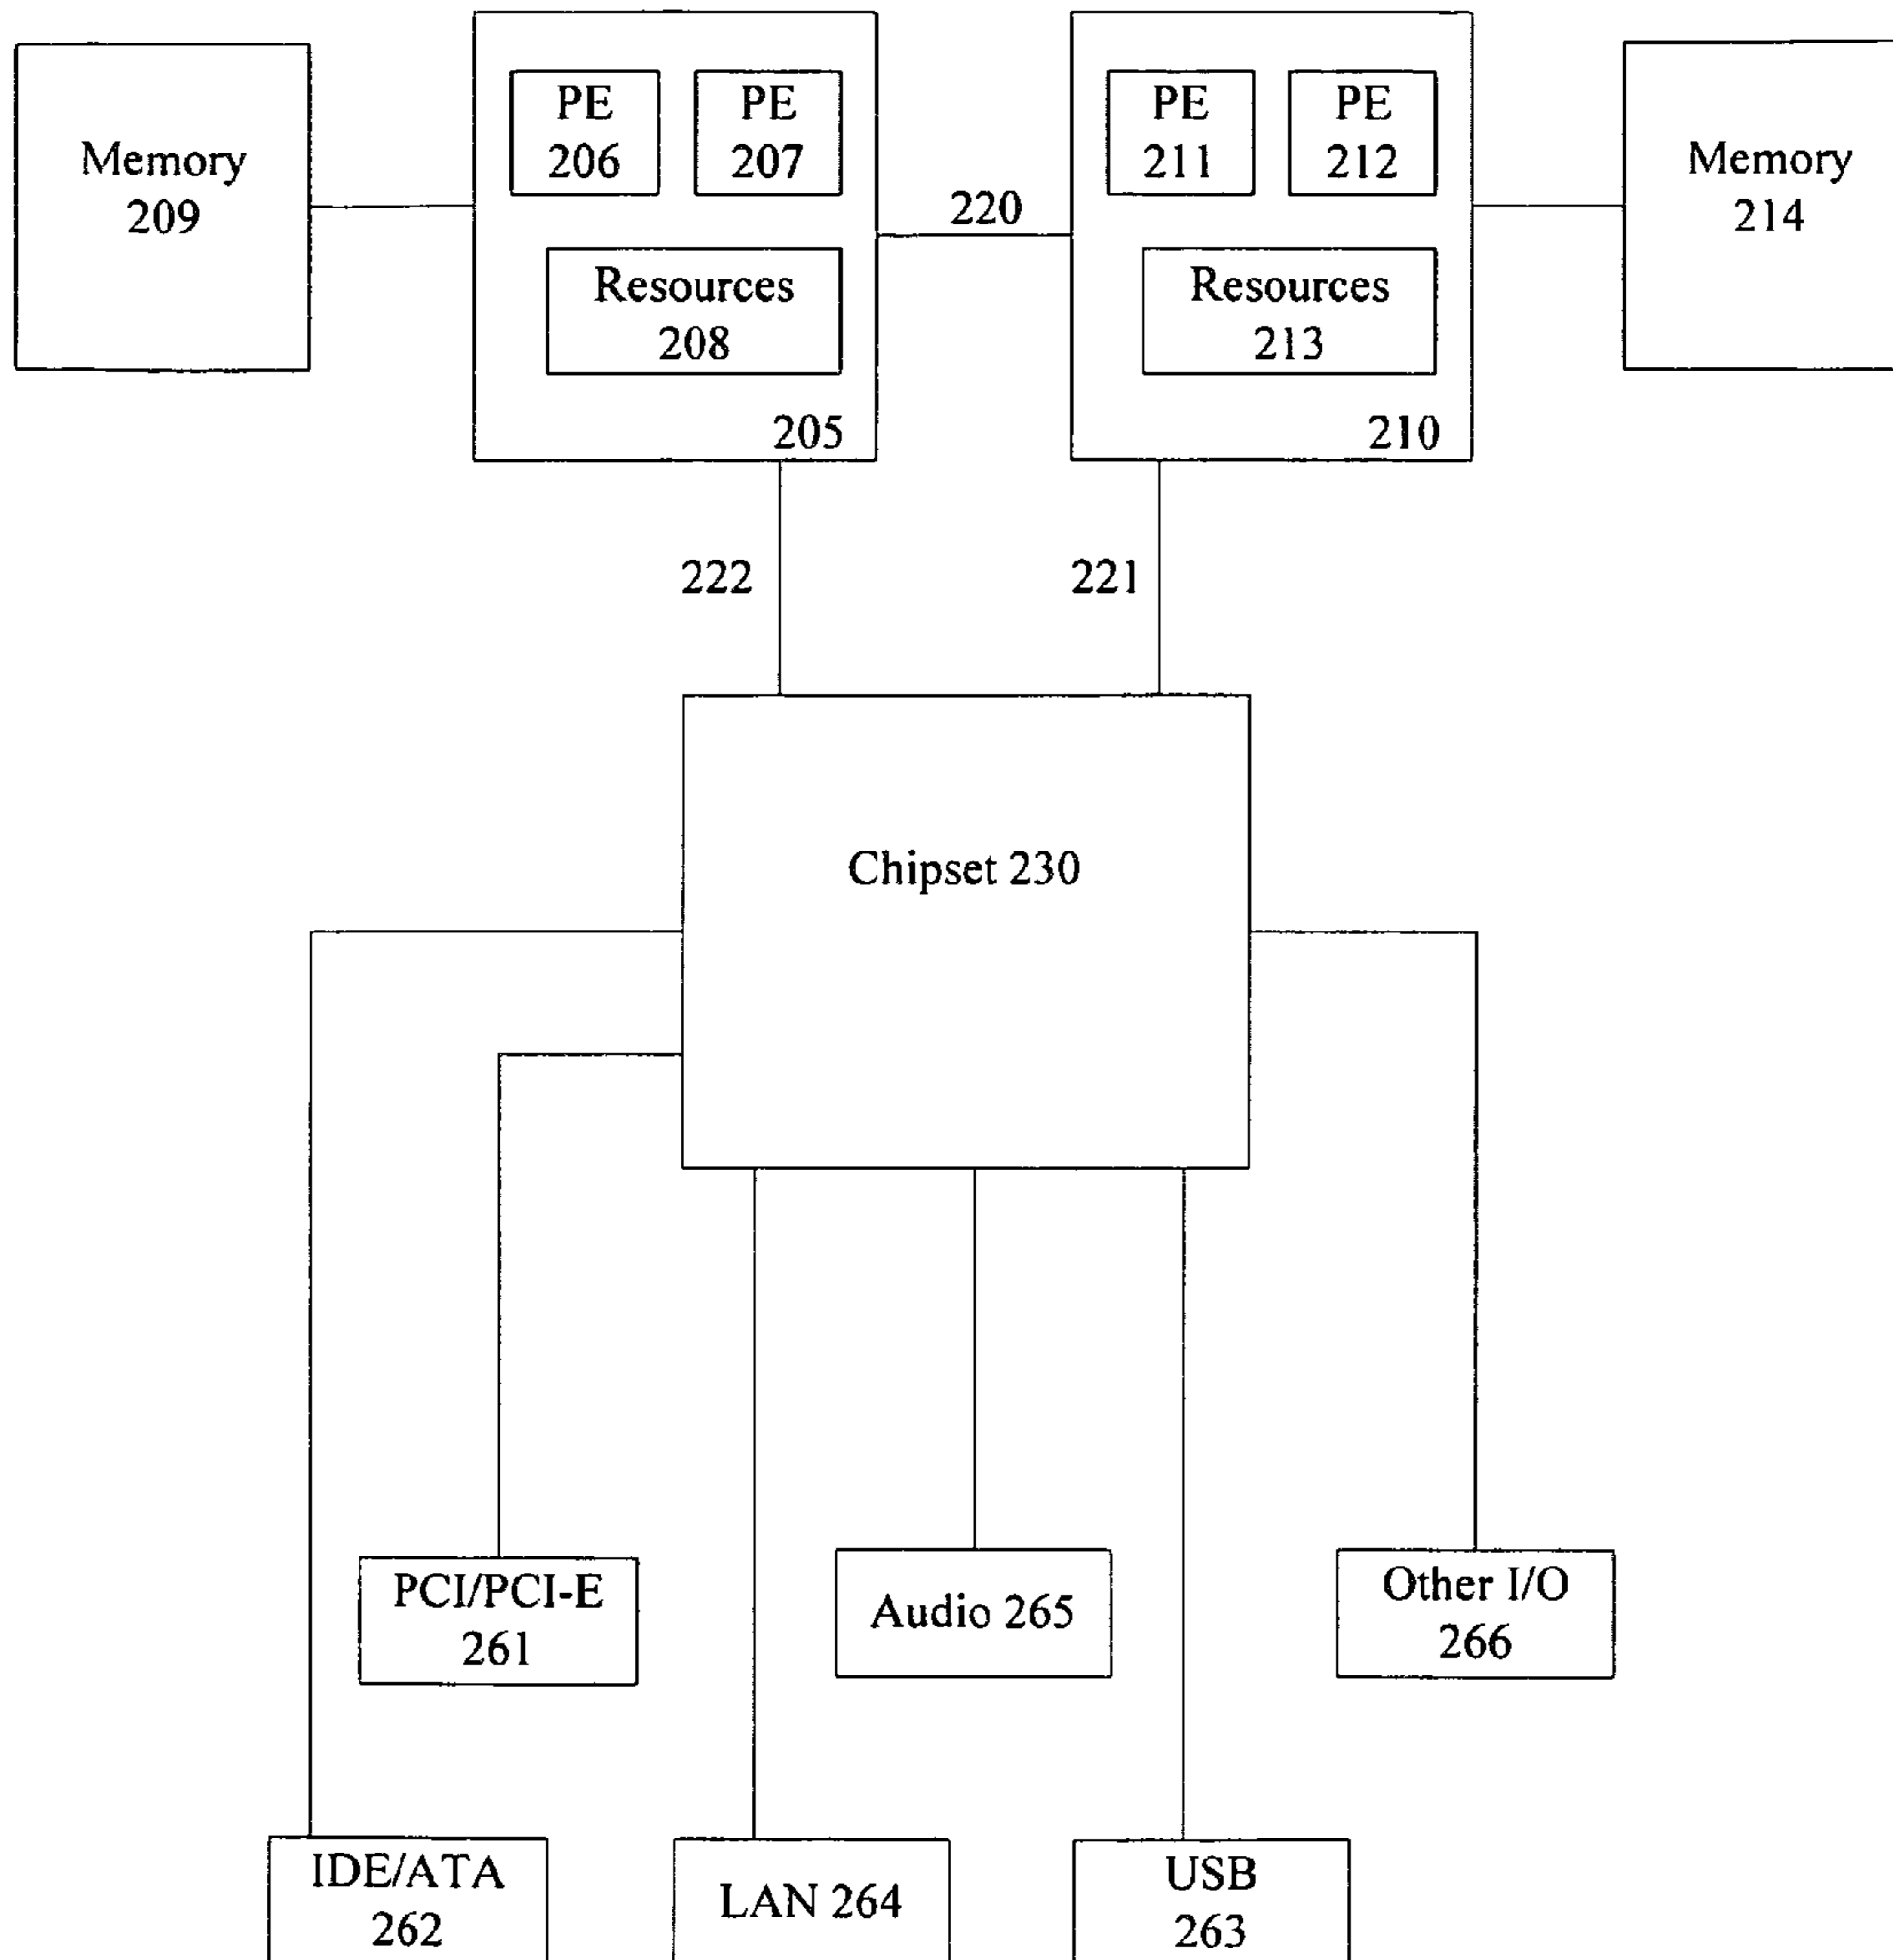 Memory
209
PE
206
PE
207
Resources
208
205
220
PE
211
PE
212
Resources
213
210
Memory
214
222
221
Chipset 230
PCI/PCI-E
261
Audio 265
Other I/O
266
IDE/ATA
262
LAN 264
USB
263